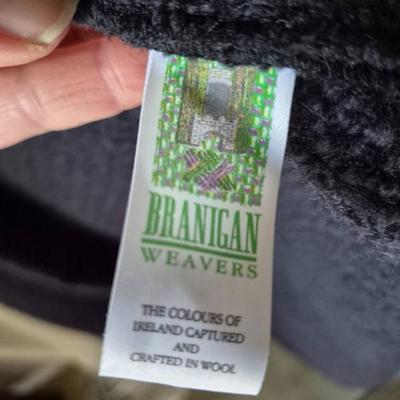 BRANIGAN
WEAVERS
THE COLOURS OF
IRELAND CAPTURED
AND
CRAFTED IN WOOL